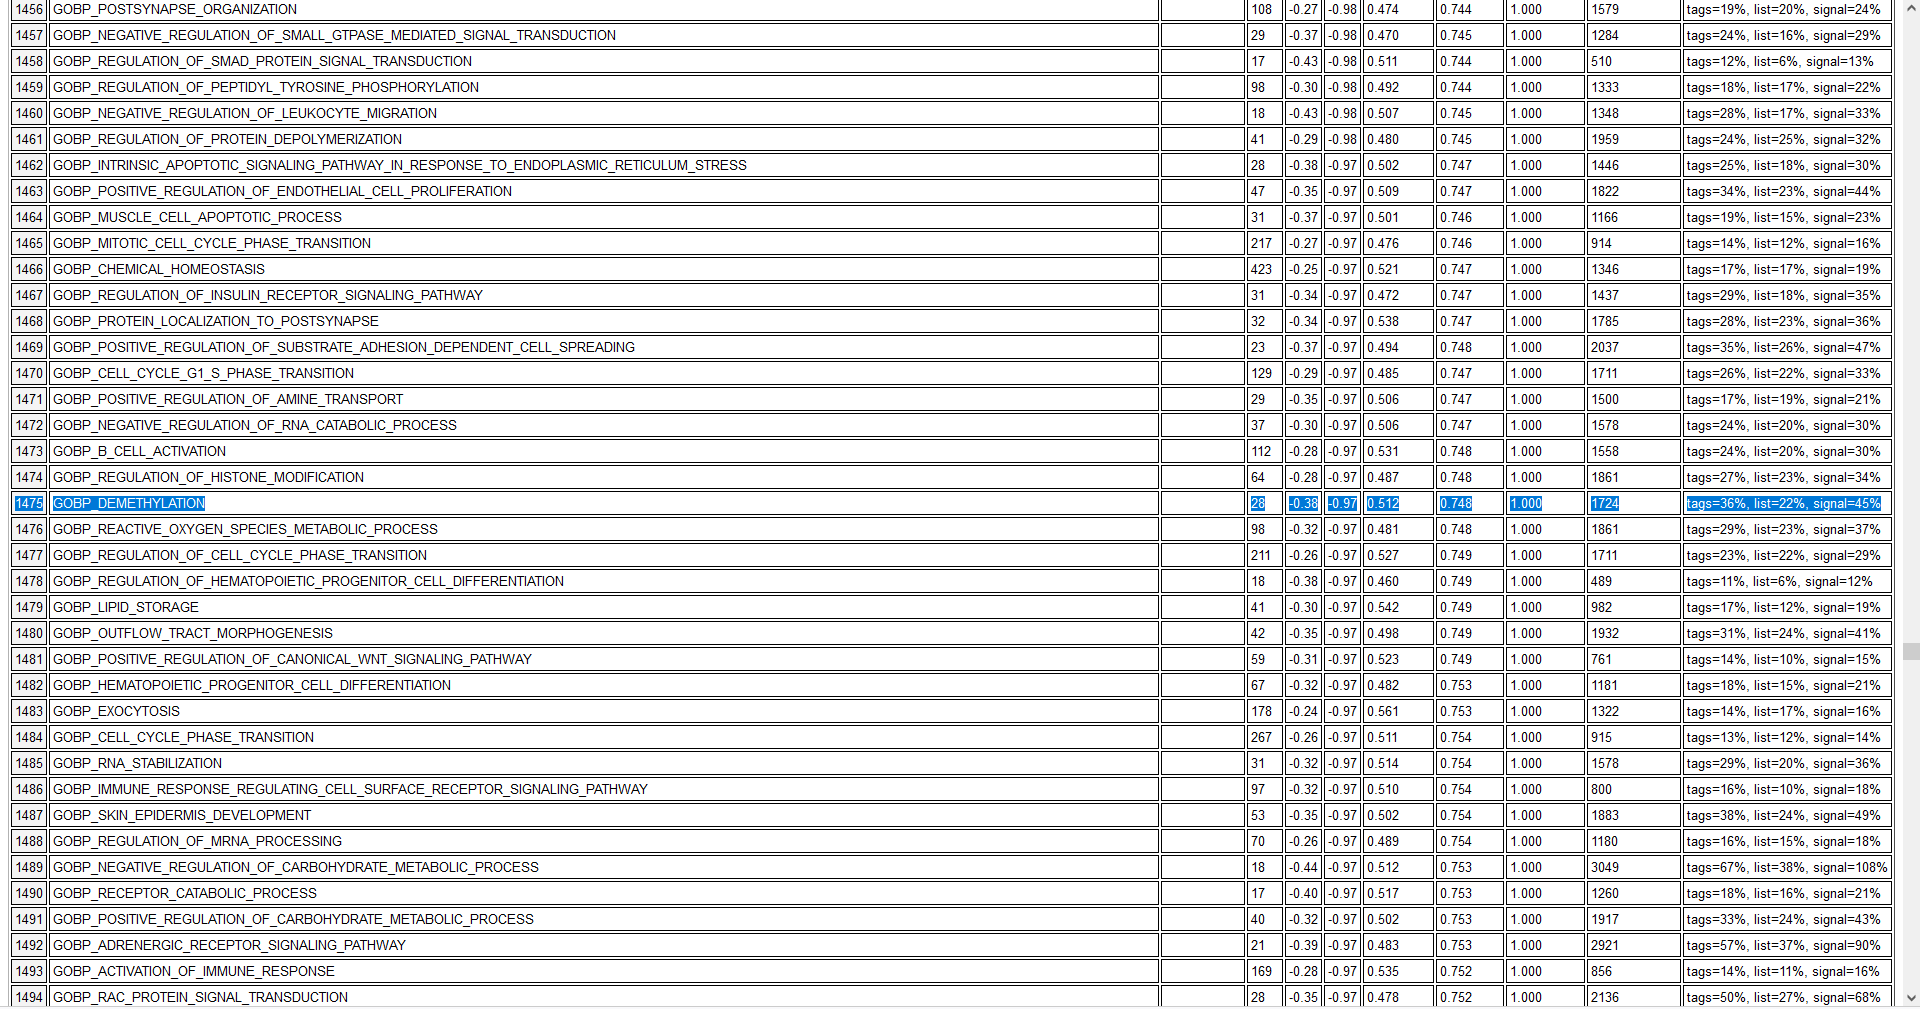 1456 GOBP_POSTSYNAPSE_ORGANIZATION 108 -0.27 -0.98 0.474 0.744 1.000 1579 tags=19%, list=20%, signal=24%
1457 GOBP_NEGATIVE_REGULATION_OF_SMALL_GTPASE_MEDIATED_SIGNAL_TRANSDUCTION 29 -0.37 -0.98 0.470 0.745 1.000 1284 tags=24%, list=16%, signal=29%
1458 GOBP_REGULATION_OF_SMAD_PROTEIN_SIGNAL_TRANSDUCTION 17 -0.43 -0.98 0.511 0.744 1.000 510 tags=12%, list=6%, signal=13%
1459 GOBP_REGULATION_OF_PEPTIDYL_TYROSINE_PHOSPHORYLATION 98 -0.30 -0.98 0.492 0.744 1.000 1333 tags=18%, list=17%, signal=22%
1460 GOBP_NEGATIVE_REGULATION_OF_LEUKOCYTE_MIGRATION 18 -0.43 -0.98 0.507 0.745 1.000 1348 tags=28%, list=17%, signal=33%
1461 GOBP_REGULATION_OF_PROTEIN_DEPOLYMERIZATION 41 -0.29 -0.98 0.480 0.745 1.000 1959 tags=24%, list=25%, signal=32%
1462 GOBP_INTRINSIC_APOPTOTIC_SIGNALING_PATHWAY_IN_RESPONSE_TO_ENDOPLASMIC_RETICULUM_STRESS 28 -0.38 -0.97 0.502 0.747 1.000 1446 tags=25%, list=18%, signal=30%
1463 GOBP_POSITIVE_REGULATION_OF_ENDOTHELIAL_CELL_PROLIFERATION 47 -0.35 -0.97 0.509 0.747 1.000 1822 tags=34%, list=23%, signal=44%
1464 GOBP_MUSCLE_CELL_APOPTOTIC_PROCESS 31 -0.37 -0.97 0.501 0.746 1.000 1166 tags=19%, list=15%, signal=23%
1465 GOBP_MITOTIC_CELL_CYCLE_PHASE_TRANSITION 217 -0.27 -0.97 0.476 0.746 1.000 914 tags=14%, list=12%, signal=16%
1466 GOBP_CHEMICAL_HOMEOSTASIS 423 -0.25 -0.97 0.521 0.747 1.000 1346 tags=17%, list=17%, signal=19%
1467 GOBP_REGULATION_OF_INSULIN_RECEPTOR_SIGNALING_PATHWAY 31 -0.34 -0.97 0.472 0.747 1.000 1437 tags=29%, list=18%, signal=35%
1468 GOBP_PROTEIN_LOCALIZATION_TO_POSTSYNAPSE 32 -0.34 -0.97 0.538 0.747 1.000 1785 tags=28%, list=23%, signal=36%
1469 GOBP_POSITIVE_REGULATION_OF_SUBSTRATE_ADHESION_DEPENDENT_CELL_SPREADING 23 -0.37 -0.97 0.494 0.748 1.000 2037 tags=35%, list=26%, signal=47%
1470 GOBP_CELL_CYCLE_G1_S_PHASE_TRANSITION 129 -0.29 -0.97 0.485 0.747 1.000 1711 tags=26%, list=22%, signal=33%
1471 GOBP_POSITIVE_REGULATION_OF_AMINE_TRANSPORT 29 -0.35 -0.97 0.506 0.747 1.000 1500 tags=17%, list=19%, signal=21%
1472 GOBP_NEGATIVE_REGULATION_OF_RNA_CATABOLIC_PROCESS 37 -0.30 -0.97 0.506 0.747 1.000 1578 tags=24%, list=20%, signal=30%
1473 GOBP_B_CELL_ACTIVATION 112 -0.28 -0.97 0.531 0.748 1.000 1558 tags=24%, list=20%, signal=30%
1474 GOBP_REGULATION_OF_HISTONE_MODIFICATION 64 -0.28 -0.97 0.487 0.748 1.000 1861 tags=27%, list=23%, signal=34%
1475 GOBP_DEMETHYLATION 28 -0.38 -0.97 0.512 0.748 1.000 1724 tags=36%, list=22%, signal=45%
1476 GOBP_REACTIVE_OXYGEN_SPECIES_METABOLIC_PROCESS 98 -0.32 -0.97 0.481 0.748 1.000 1861 tags=29%, list=23%, signal=37%
1477 GOBP_REGULATION_OF_CELL_CYCLE_PHASE_TRANSITION 211 -0.26 -0.97 0.527 0.749 1.000 1711 tags=23%, list=22%, signal=29%
1478 GOBP_REGULATION_OF_HEMATOPOIETIC_PROGENITOR_CELL_DIFFERENTIATION 18 -0.38 -0.97 0.460 0.749 1.000 489 tags=11%, list=6%, signal=12%
1479 GOBP_LIPID_STORAGE 41 -0.30 -0.97 0.542 0.749 1.000 982 tags=17%, list=12%, signal=19%
1480 GOBP_OUTFLOW_TRACT_MORPHOGENESIS 42 -0.35 -0.97 0.498 0.749 1.000 1932 tags=31%, list=24%, signal=41%
1481 GOBP_POSITIVE_REGULATION_OF_CANONICAL_WNT_SIGNALING_PATHWAY 59 -0.31 -0.97 0.523 0.749 1.000 761 tags=14%, list=10%, signal=15%
1482 GOBP_HEMATOPOIETIC_PROGENITOR_CELL_DIFFERENTIATION 67 -0.32 -0.97 0.482 0.753 1.000 1181 tags=18%, list=15%, signal=21%
1483 GOBP_EXOCYTOSIS 178 -0.24 -0.97 0.561 0.753 1.000 1322 tags=14%, list=17%, signal=16%
1484 GOBP_CELL_CYCLE_PHASE_TRANSITION 267 -0.26 -0.97 0.511 0.754 1.000 915 tags=13%, list=12%, signal=14%
1485 GOBP_RNA_STABILIZATION 31 -0.32 -0.97 0.514 0.754 1.000 1578 tags=29%, list=20%, signal=36%
1486 GOBP_IMMUNE_RESPONSE_REGULATING_CELL_SURFACE_RECEPTOR_SIGNALING_PATHWAY 97 -0.32 -0.97 0.510 0.754 1.000 800 tags=16%, list=10%, signal=18%
1487 GOBP_SKIN_EPIDERMIS_DEVELOPMENT 53 -0.35 -0.97 0.502 0.754 1.000 1883 tags=38%, list=24%, signal=49%
1488 GOBP_REGULATION_OF_MRNA_PROCESSING 70 -0.26 -0.97 0.489 0.754 1.000 1180 tags=16%, list=15%, signal=18%
1489 GOBP_NEGATIVE_REGULATION_OF_CARBOHYDRATE_METABOLIC_PROCESS 18 -0.44 -0.97 0.512 0.753 1.000 3049 tags=67%, list=38%, signal=108%
1490 GOBP_RECEPTOR_CATABOLIC_PROCESS 17 -0.40 -0.97 0.517 0.753 1.000 1260 tags=18%, list=16%, signal=21%
1491 GOBP_POSITIVE_REGULATION_OF_CARBOHYDRATE_METABOLIC_PROCESS 40 -0.32 -0.97 0.502 0.753 1.000 1917 tags=33%, list=24%, signal=43%
1492 GOBP_ADRENERGIC_RECEPTOR_SIGNALING_PATHWAY 21 -0.39 -0.97 0.483 0.753 1.000 2921 tags=57%, list=37%, signal=90%
1493 GOBP_ACTIVATION_OF_IMMUNE_RESPONSE 169 -0.28 -0.97 0.535 0.752 1.000 856 tags=14%, list=11%, signal=16%
1494 GOBP_RAC_PROTEIN_SIGNAL_TRANSDUCTION 28 -0.35 -0.97 0.478 0.752 1.000 2136 tags=50%, list=27%, signal=68%